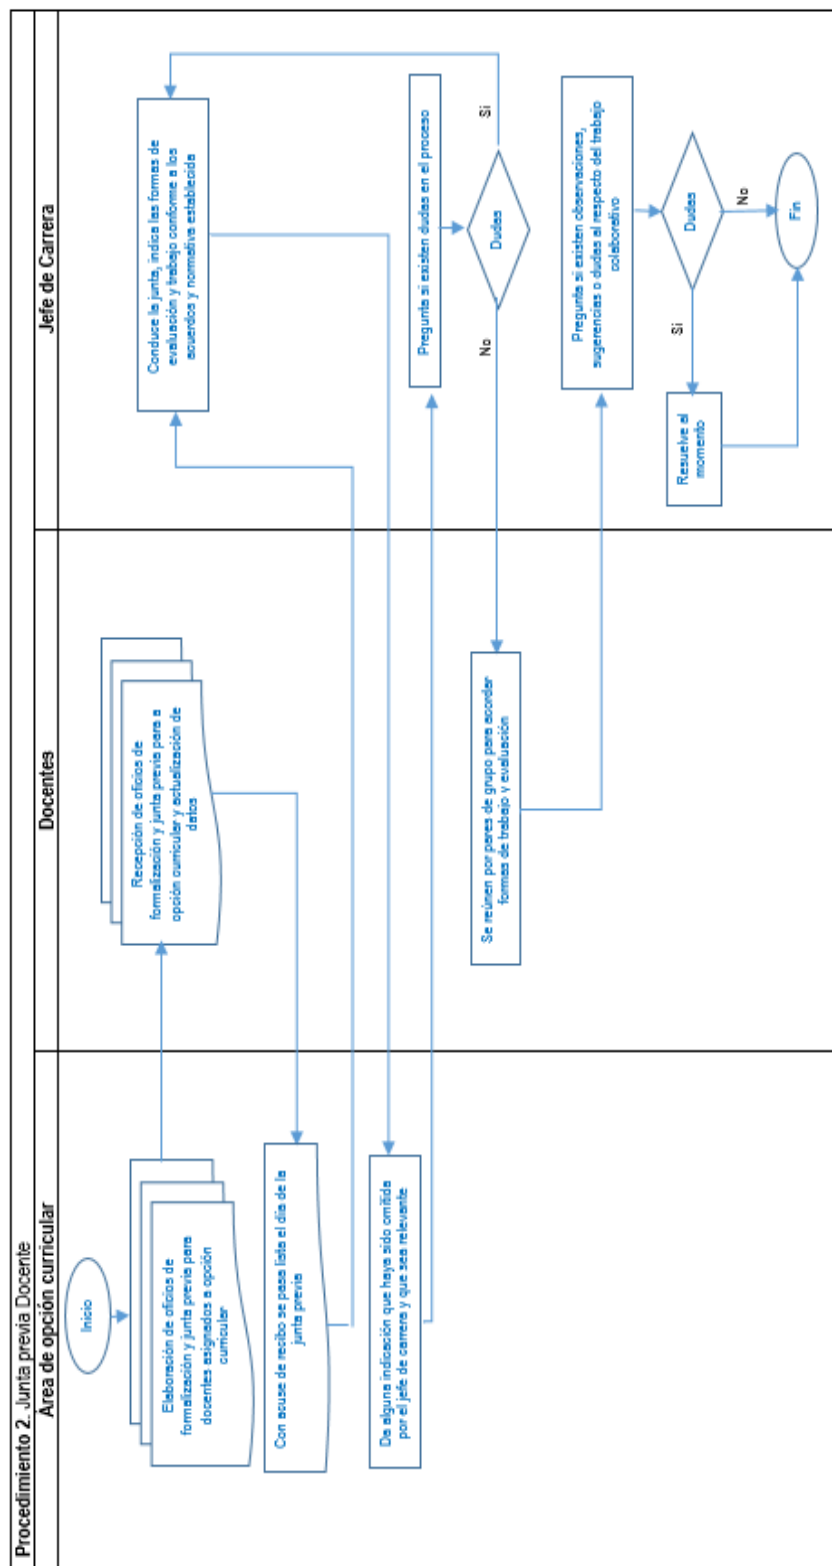 Procedimiento 2. Junta previa Docente
Area de opción curricular
Docentes
Jefe de Carrera
Inicio
Elaboración de oficios de
formalización y junta previa para
docentes asignados a opción
curricular
Recepción de oficios de
formalización y junta previa para a
opción curricular y actualización de
datos
Con acuse de recibo se pasa lista el día de la
junta previa
Conduce la junta, indica las formas de
evaluación y trabajo conforme a los
acuerdos y normativa establecida
Da alguna indicación que haya sido omitida
por el jefe de carrera y que sea relevante
Pregunta si existen dudas en el proceso
Dudas
Si
No
Se reúnen por pares de grupo para acordar
formas de trabajo y evaluación
Pregunta si existen observaciones,
sugerencias o dudas al respecto del trabajo
colaborativo
Dudas
Si
No
Resuelve al
momento
Fin